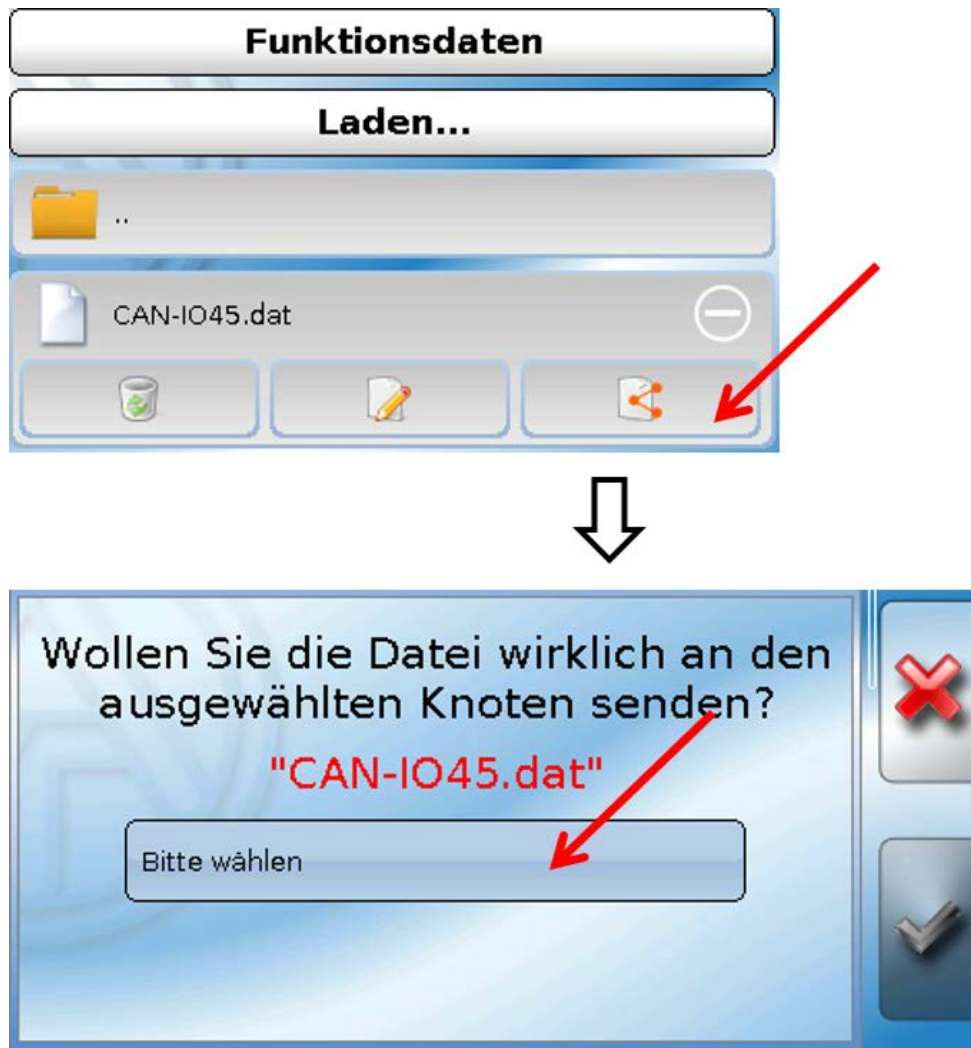 Funktionsdaten
Laden...
..
CAN-IO45.dat
Wollen Sie die Datei wirklich an den
ausgewählten Knoten senden?
"CAN-IO45.dat"
Bitte wählen